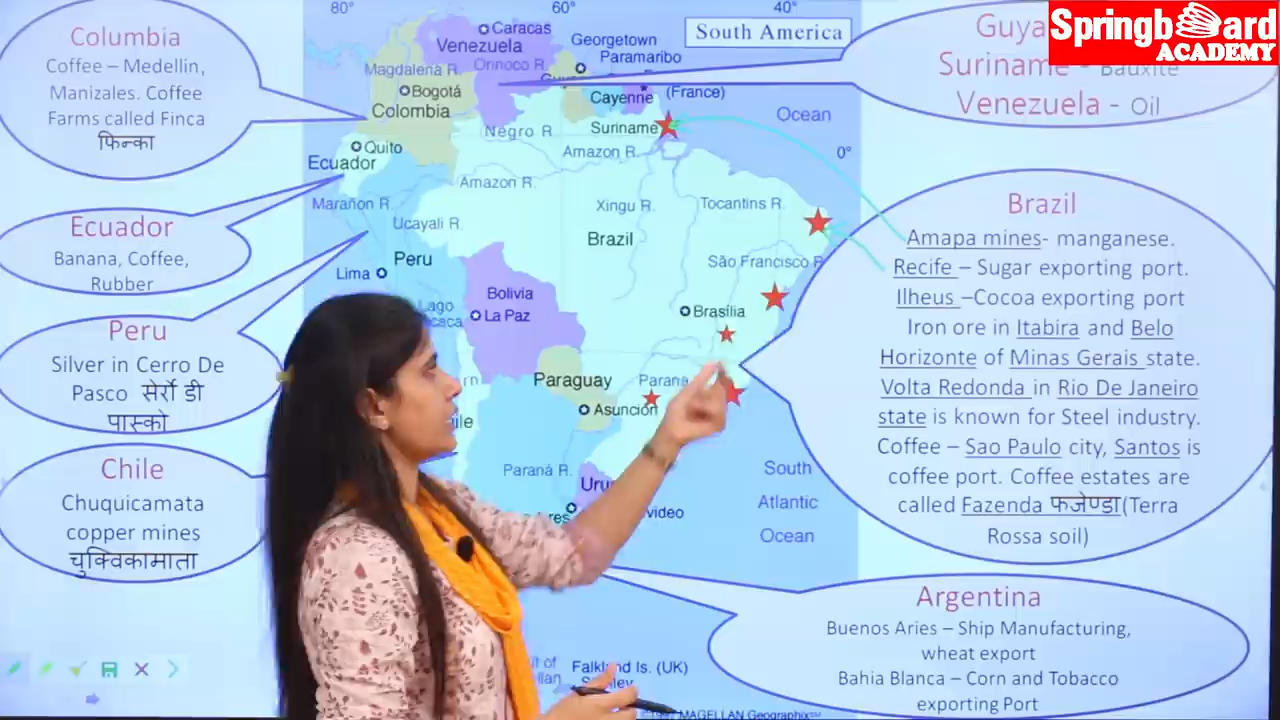 Columbia
Coffee – Medellin,
Manizales. Coffee
Farms called Finca
फिन्का
Ecuador
Banana, Coffee,
Rubber
Peru
Silver in Cerro De
Pasco सेर्रो डी
पास्को
Chile
Chuquicamata
copper mines
चुक्विकामाता
80°
60°
40°
South America
Caracas
Venezuela
Georgetown
Paramaribo
Magdalena R.
Orinoco R.
Bogotá
Colombia
Cayenne
(France)
Ocean
Negro R.
Suriname
Quito
Ecuador
Amazon R.
0°
Amazon R.
Marañon R.
Xingu R.
Tocantins R.
Ucayali R.
Brazil
Peru
Lima
São Francisco R
Bolivia
La Paz
Lago
Brasília
Paraguay
Parana
Asunción
Paraná R.
South
Atlantic
Ocean
Falkland Is. (UK)
MAGELLAN Geographix℠
Springboard
ACADEMY
Guya
Suriname - Bauxite
Venezuela - Oil
Brazil
Amapa mines- manganese.
Recife – Sugar exporting port.
Ilheus –Cocoa exporting port
Iron ore in Itabira and Belo
Horizonte of Minas Gerais state.
Volta Redonda in Rio De Janeiro
state is known for Steel industry.
Coffee – Sao Paulo city, Santos is
coffee port. Coffee estates are
called Fazenda फजेण्डा(Terra
Rossa soil)
Argentina
Buenos Aries – Ship Manufacturing,
wheat export
Bahia Blanca – Corn and Tobacco
exporting Port